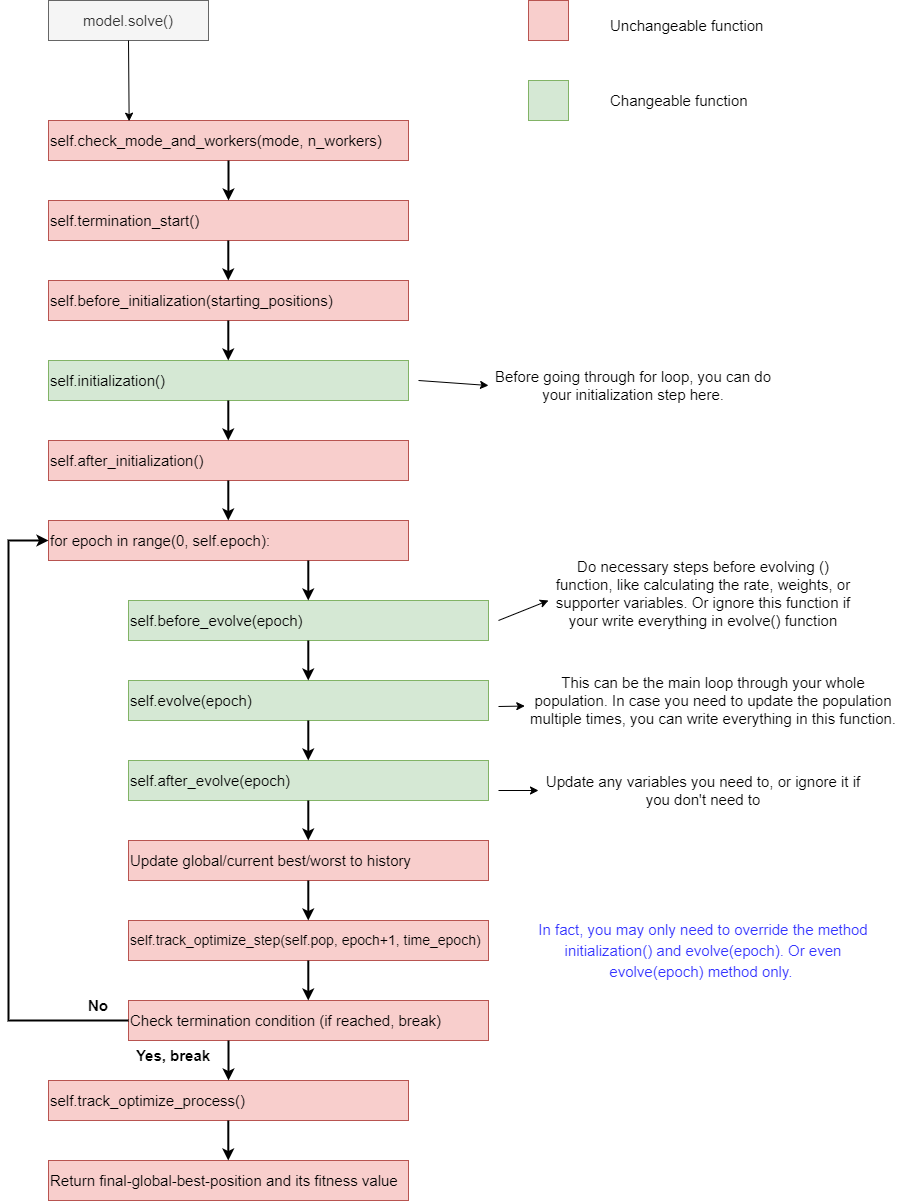 model.solve()
Unchangeable function
Changeable function
self.check_mode_and_workers(mode, n_workers)
self.termination_start()
self.before_initialization(starting_positions)
self.initialization()
Before going through for loop, you can do
your initialization step here.
self.after_initialization()
for epoch in range(0, self.epoch):
Do necessary steps before evolving ()
function, like calculating the rate, weights, or
supporter variables. Or ignore this function if
your write everything in evolve() function
self.before_evolve(epoch)
This can be the main loop through your whole
population. In case you need to update the population
multiple times, you can write everything in this function.
self.evolve(epoch)
self.after_evolve(epoch)
Update any variables you need to, or ignore it if
you don't need to
Update global/current best/worst to history
self.track_optimize_step(self.pop, epoch+1, time_epoch)
In fact, you may only need to override the method
initialization() and evolve(epoch). Or even
evolve(epoch) method only.
No
Check termination condition (if reached, break)
Yes, break
self.track_optimize_process()
Return final-global-best-position and its fitness value